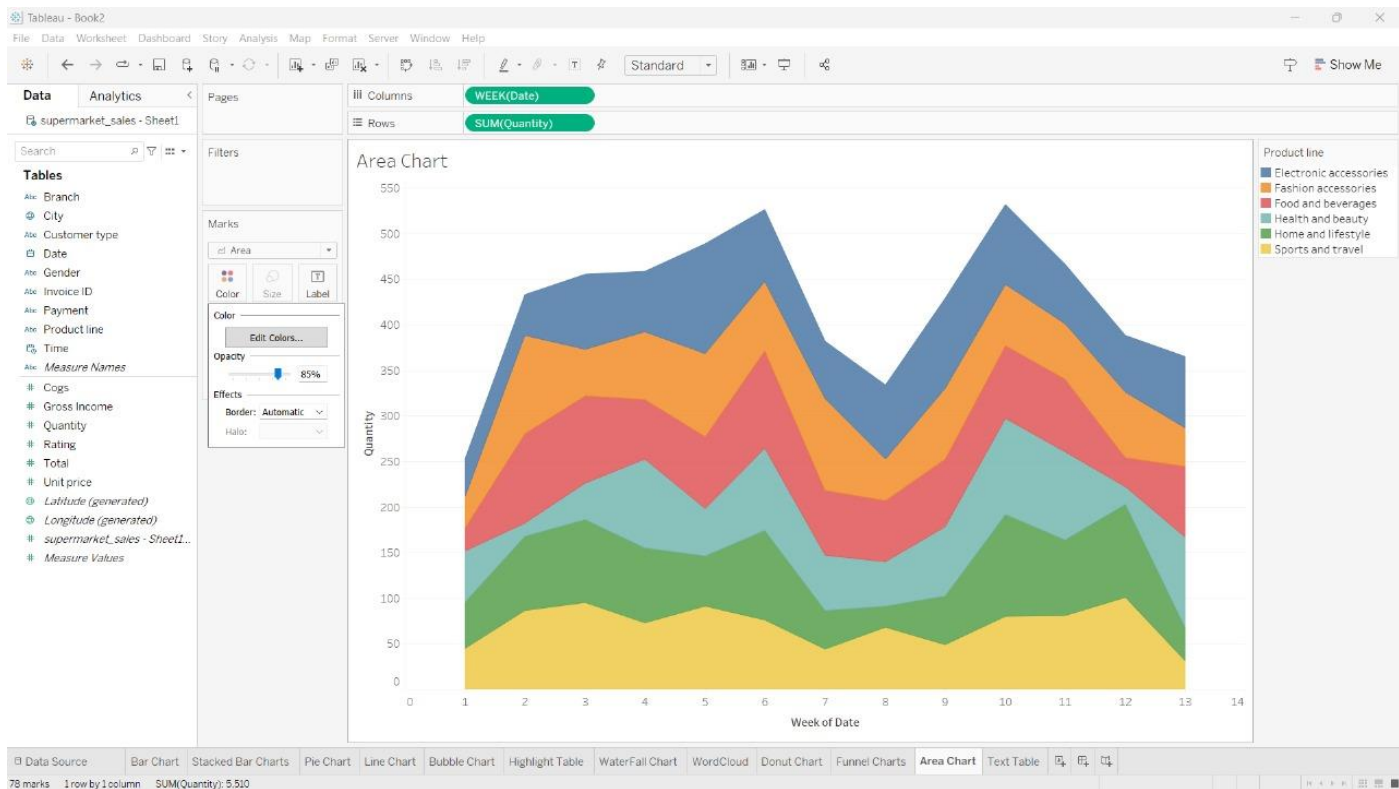 Tableau - Book2
File Data Worksheet Dashboard Story Analysis Map Format Server Window Help
Standard
Show Me
Data Analytics
Pages
Columns
WEEK(Date)
supermarket_sales - Sheet1
Rows
SUM(Quantity)
Search
Tables
Abc Branch
City
Abc Customer type
Date
Abc Gender
Abc Invoice ID
Abc Payment
Abc Product line
Time
Abc Measure Names
# Cogs
# Gross Income
# Quantity
# Rating
# Total
# Unit price
Latitude (generated)
Longitude (generated)
# supermarket_sales - Sheet1...
# Measure Values
Filters
Marks
Area
Color Size Label
Color
Edit Colors...
Opacity
85%
Effects
Border: Automatic
Halo:
Area Chart
550
500
450
400
350
300
250
200
150
100
50
0
Quantity
0 1 2 3 4 5 6 7 8 9 10 11 12 13 14
Week of Date
Product line
Electronic accessories
Fashion accessories
Food and beverages
Health and beauty
Home and lifestyle
Sports and travel
Data Source Bar Chart Stacked Bar Charts Pie Chart Line Chart Bubble Chart Highlight Table WaterFall Chart WordCloud Donut Chart Funnel Charts Area Chart Text Table
78 marks 1 row by 1 column SUM(Quantity): 5,510